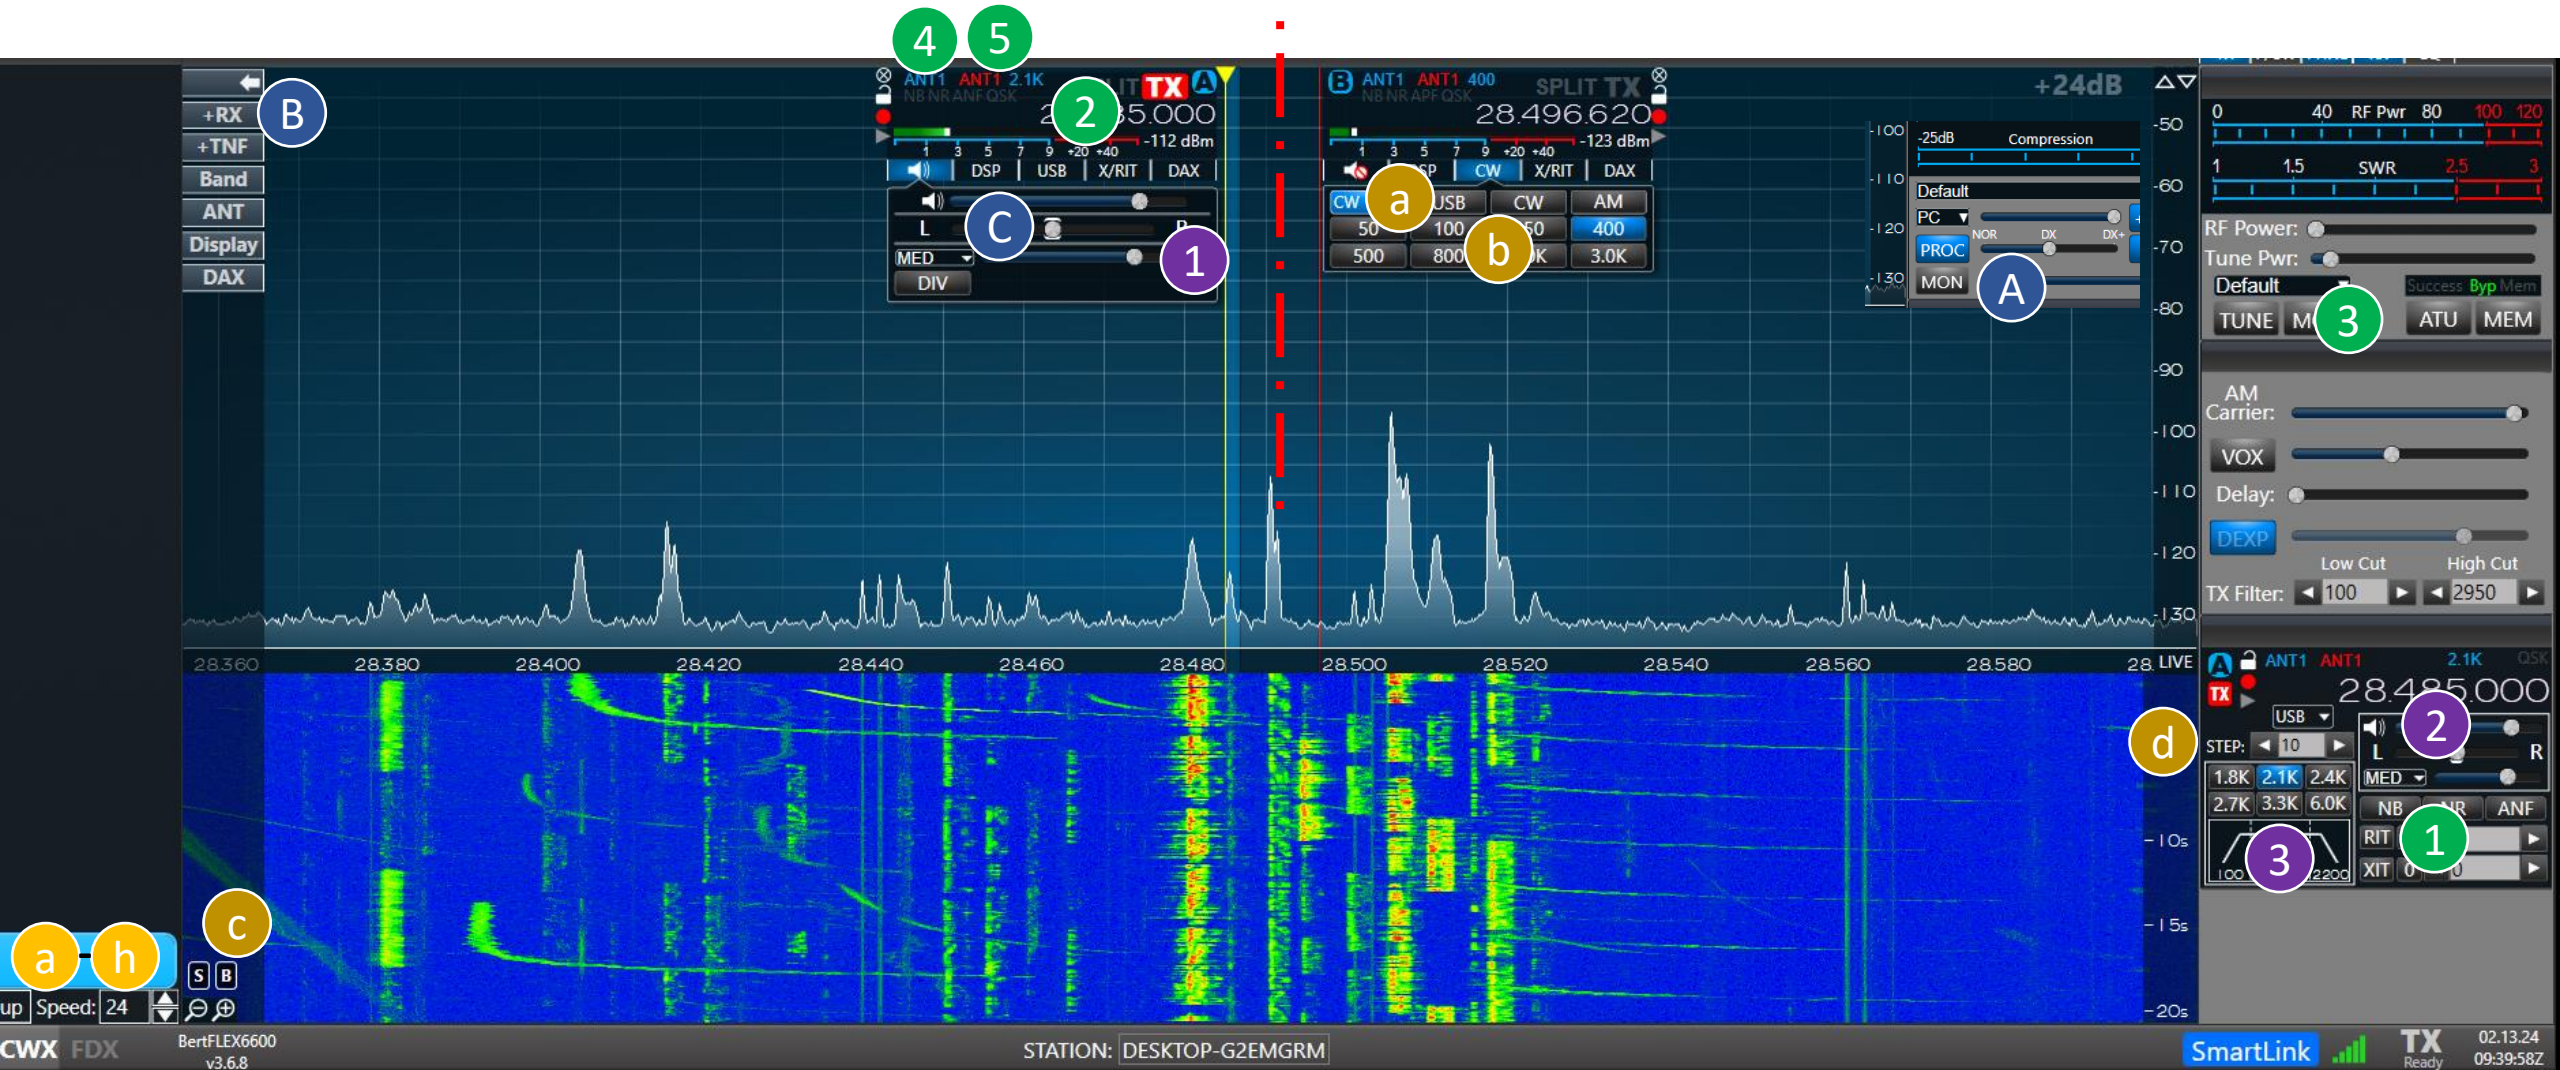 4 5
ANT1 ANT1 2.1K
NB NR ANF QSK
IT TX A
2 2 35.000
-112 dBm
1 3 5 7 9 +20 +40
DSP USB X/RIT DAX
L C R
MED 1
DIV
B ANT1 ANT1 400
NB NR APF QSK
SPLIT TX
28.496.620
-123 dBm
1 3 5 7 9 +20 +40
SP CW X/RIT DAX
CW a USB CW AM
50 100 50 400
500 800 b K 3.0K
+24dB
+RX B
+TNF
Band
ANT
Display
DAX
-100
-110
-120
-130
-25dB Compression
Default
PC
NOR DX DX+
PROC
MON A
-50
-60
-70
-80
-90
-100
-110
-120
-130
0 40 RF Pwr 80 100 120
1 1.5 SWR 2.5 3
RF Power:
Tune Pwr:
Default Success Byp Mem
TUNE M 3 ATU MEM
AM
Carrier:
VOX
Delay:
DEXP
Low Cut High Cut
TX Filter: 100 2950
28.360 28.380 28.400 28.420 28.440 28.460 28.480 28.500 28.520 28.540 28.560 28.580 28. LIVE
A ANT1 ANT1 2.1K QSK
TX 28.485.000
USB 2
d STEP: 10 L R
1.8K 2.1K 2.4K MED
2.7K 3.3K 6.0K NB NR ANF
RIT 1
100 3 2200 XIT 0 0
-10s
-15s
-20s
c
a - h
S B
up Speed: 24
CWX FDX
BertFLEX6600
v3.6.8
STATION: DESKTOP-G2EMGRM
SmartLink
TX
Ready
02.13.24
09:39:58Z